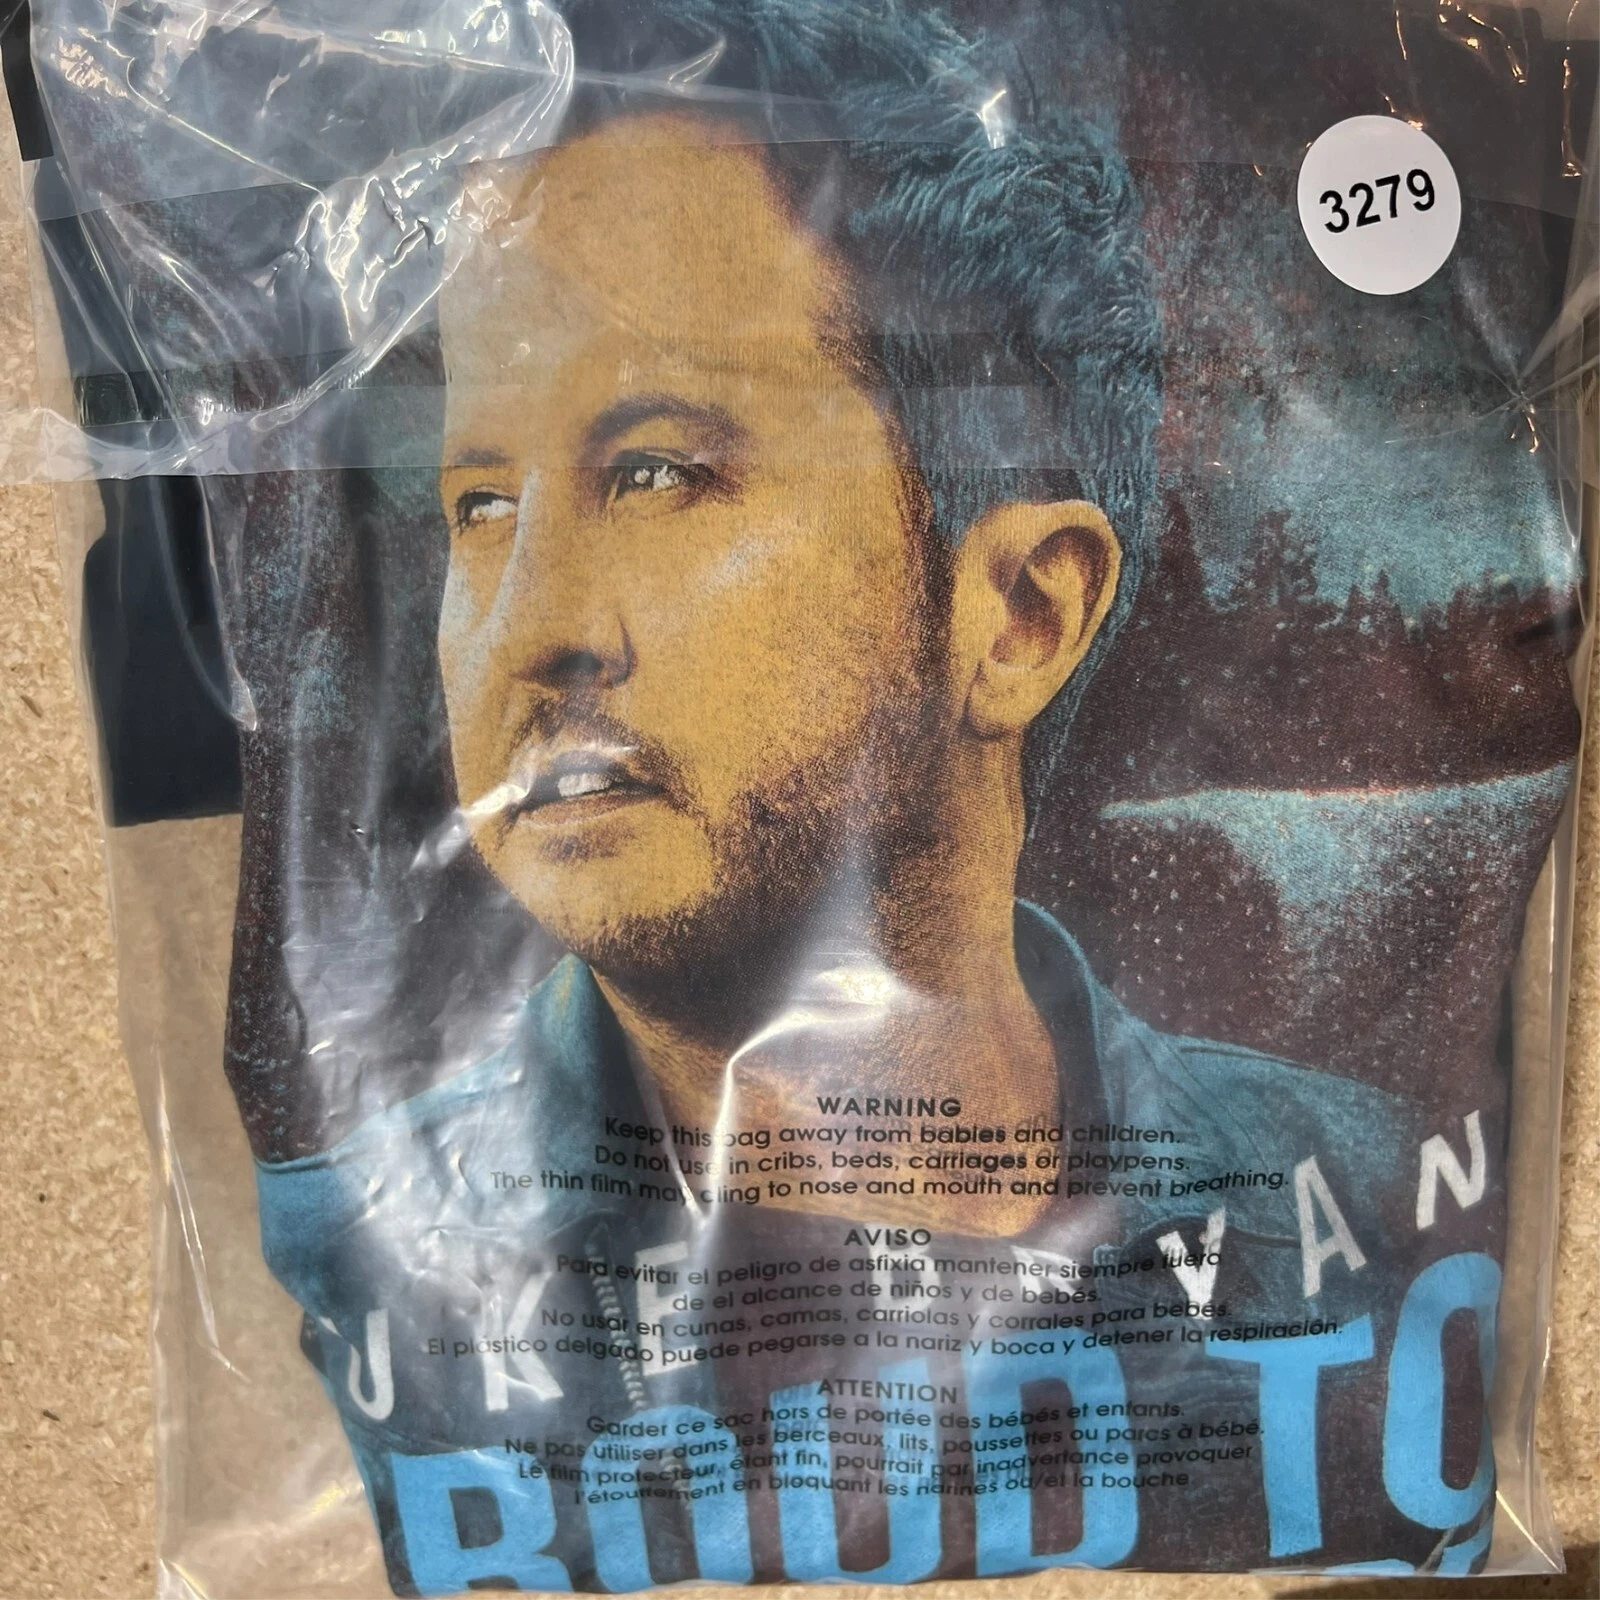 3279
WARNING
Keep this bag away from babies and children.
Do not use in cribs, beds, carriages or playpens.
The thin film may cling to nose and mouth and prevent breathing.
AVISO
Para evitar el peligro de asfixia mantener siempre fuero
de el alcance de niños y de bebés.
No usar en cunas, camas, carriolas y corrales para bebés.
El plástico delgado puede pegarse a la nariz y boca y detener la respiración.
ATTENTION
Garder ce sac hors de portée des bébés et enfants.
Ne pas utiliser dans les berceaux, lits, poussettes ou parcs à bébé.
Le film protecteur, étant fin, pourrait par inadvertance provoquer
l'étouffement en bloquant les narines ou/et la bouche
UKE BRYAN
ROUD TO